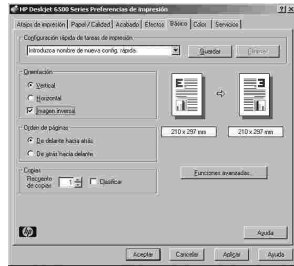 HP Deskjet 6500 Series Preferencias de impresión
Atajos de impresión Papel / Calidad Acabado Efectos Básico Color Servicios
Configuración rápida de tareas de impresión
Introduzca nombre de nueva config. rápida Guardar Eliminar
Orientación
Vertical
Horizontal
Imagen inversa
210 x 297 mm 210 x 297 mm
Orden de páginas
De delante hacia atrás
De atrás hacia delante
Copias
Recuento de copias 1 Clasificar
Funciones avanzadas...
hp
Ayuda
Aceptar Cancelar Aplicar Ayuda